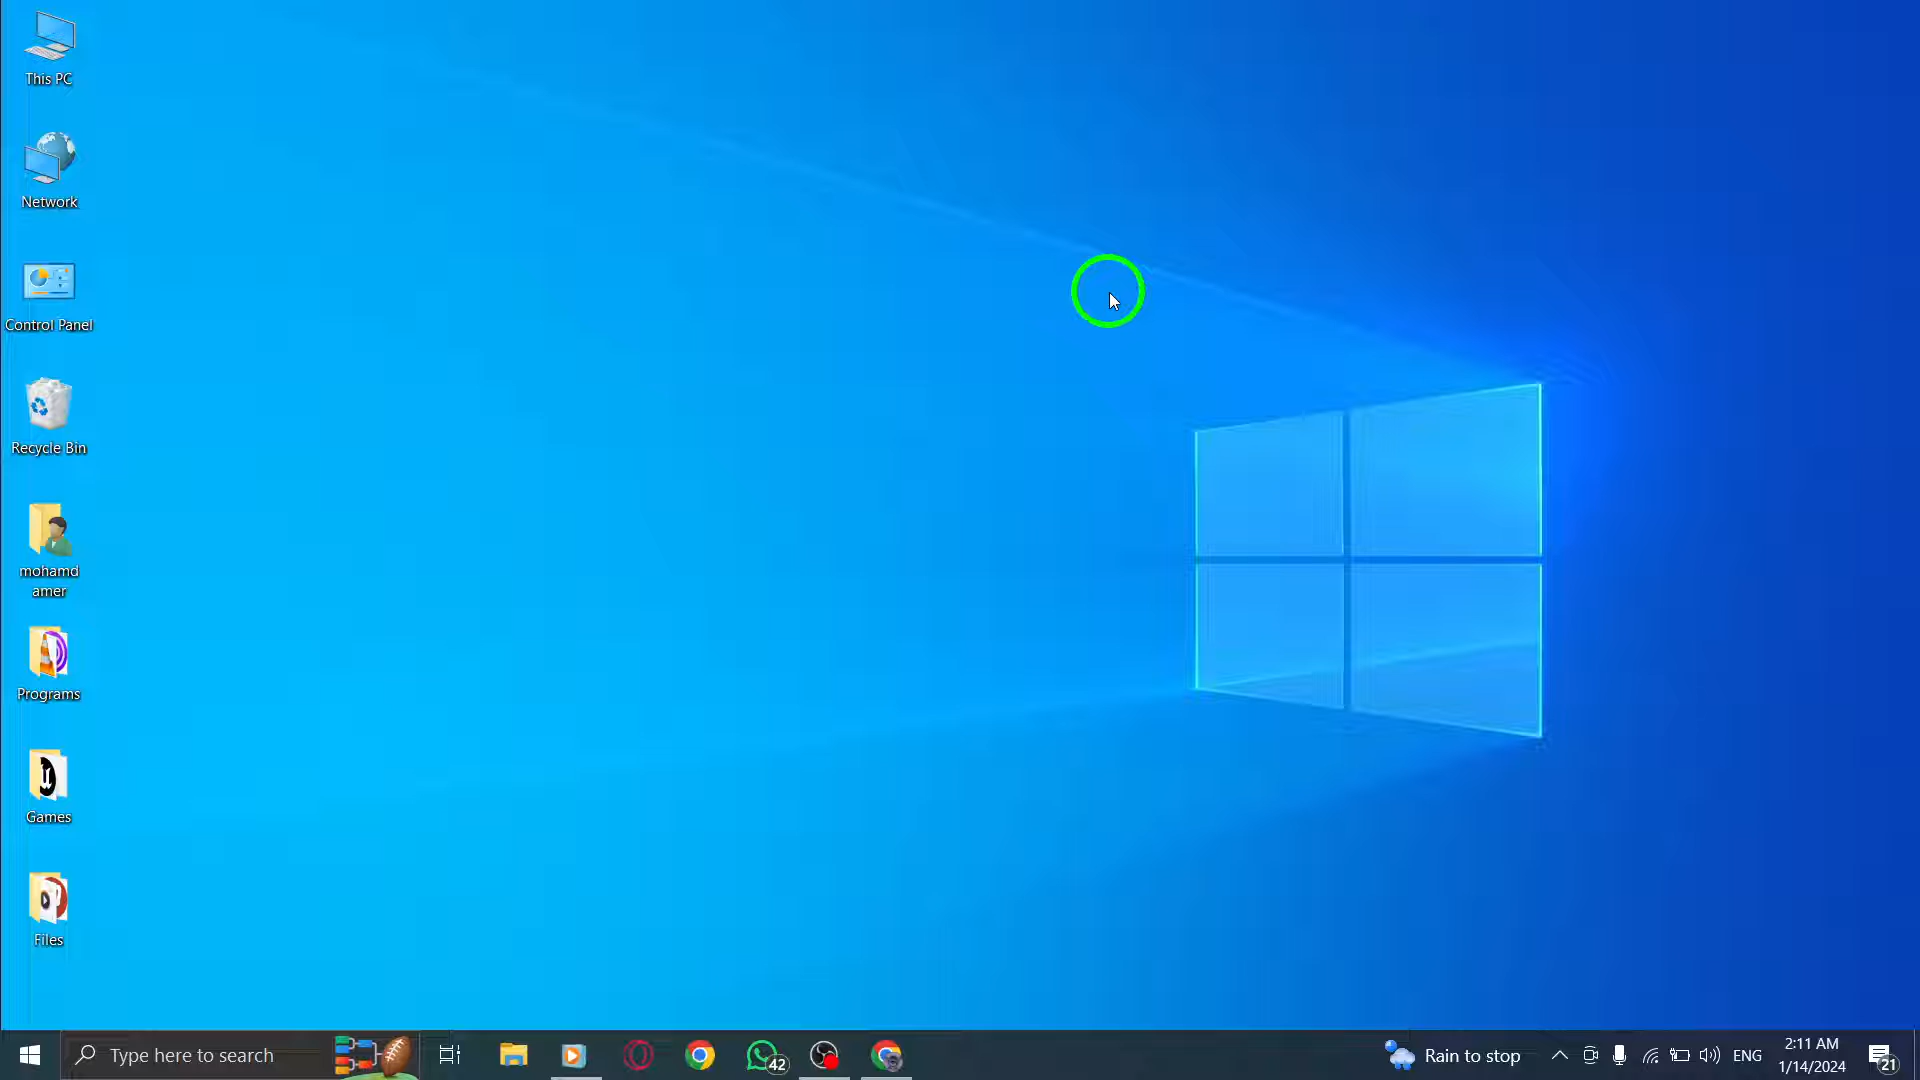 This PC
Network
Control Panel
Recycle Bin
mohamd
amer
Programs
Games
Files
Type here to search
42
Rain to stop
ENG
2:11 AM
1/14/2024
21